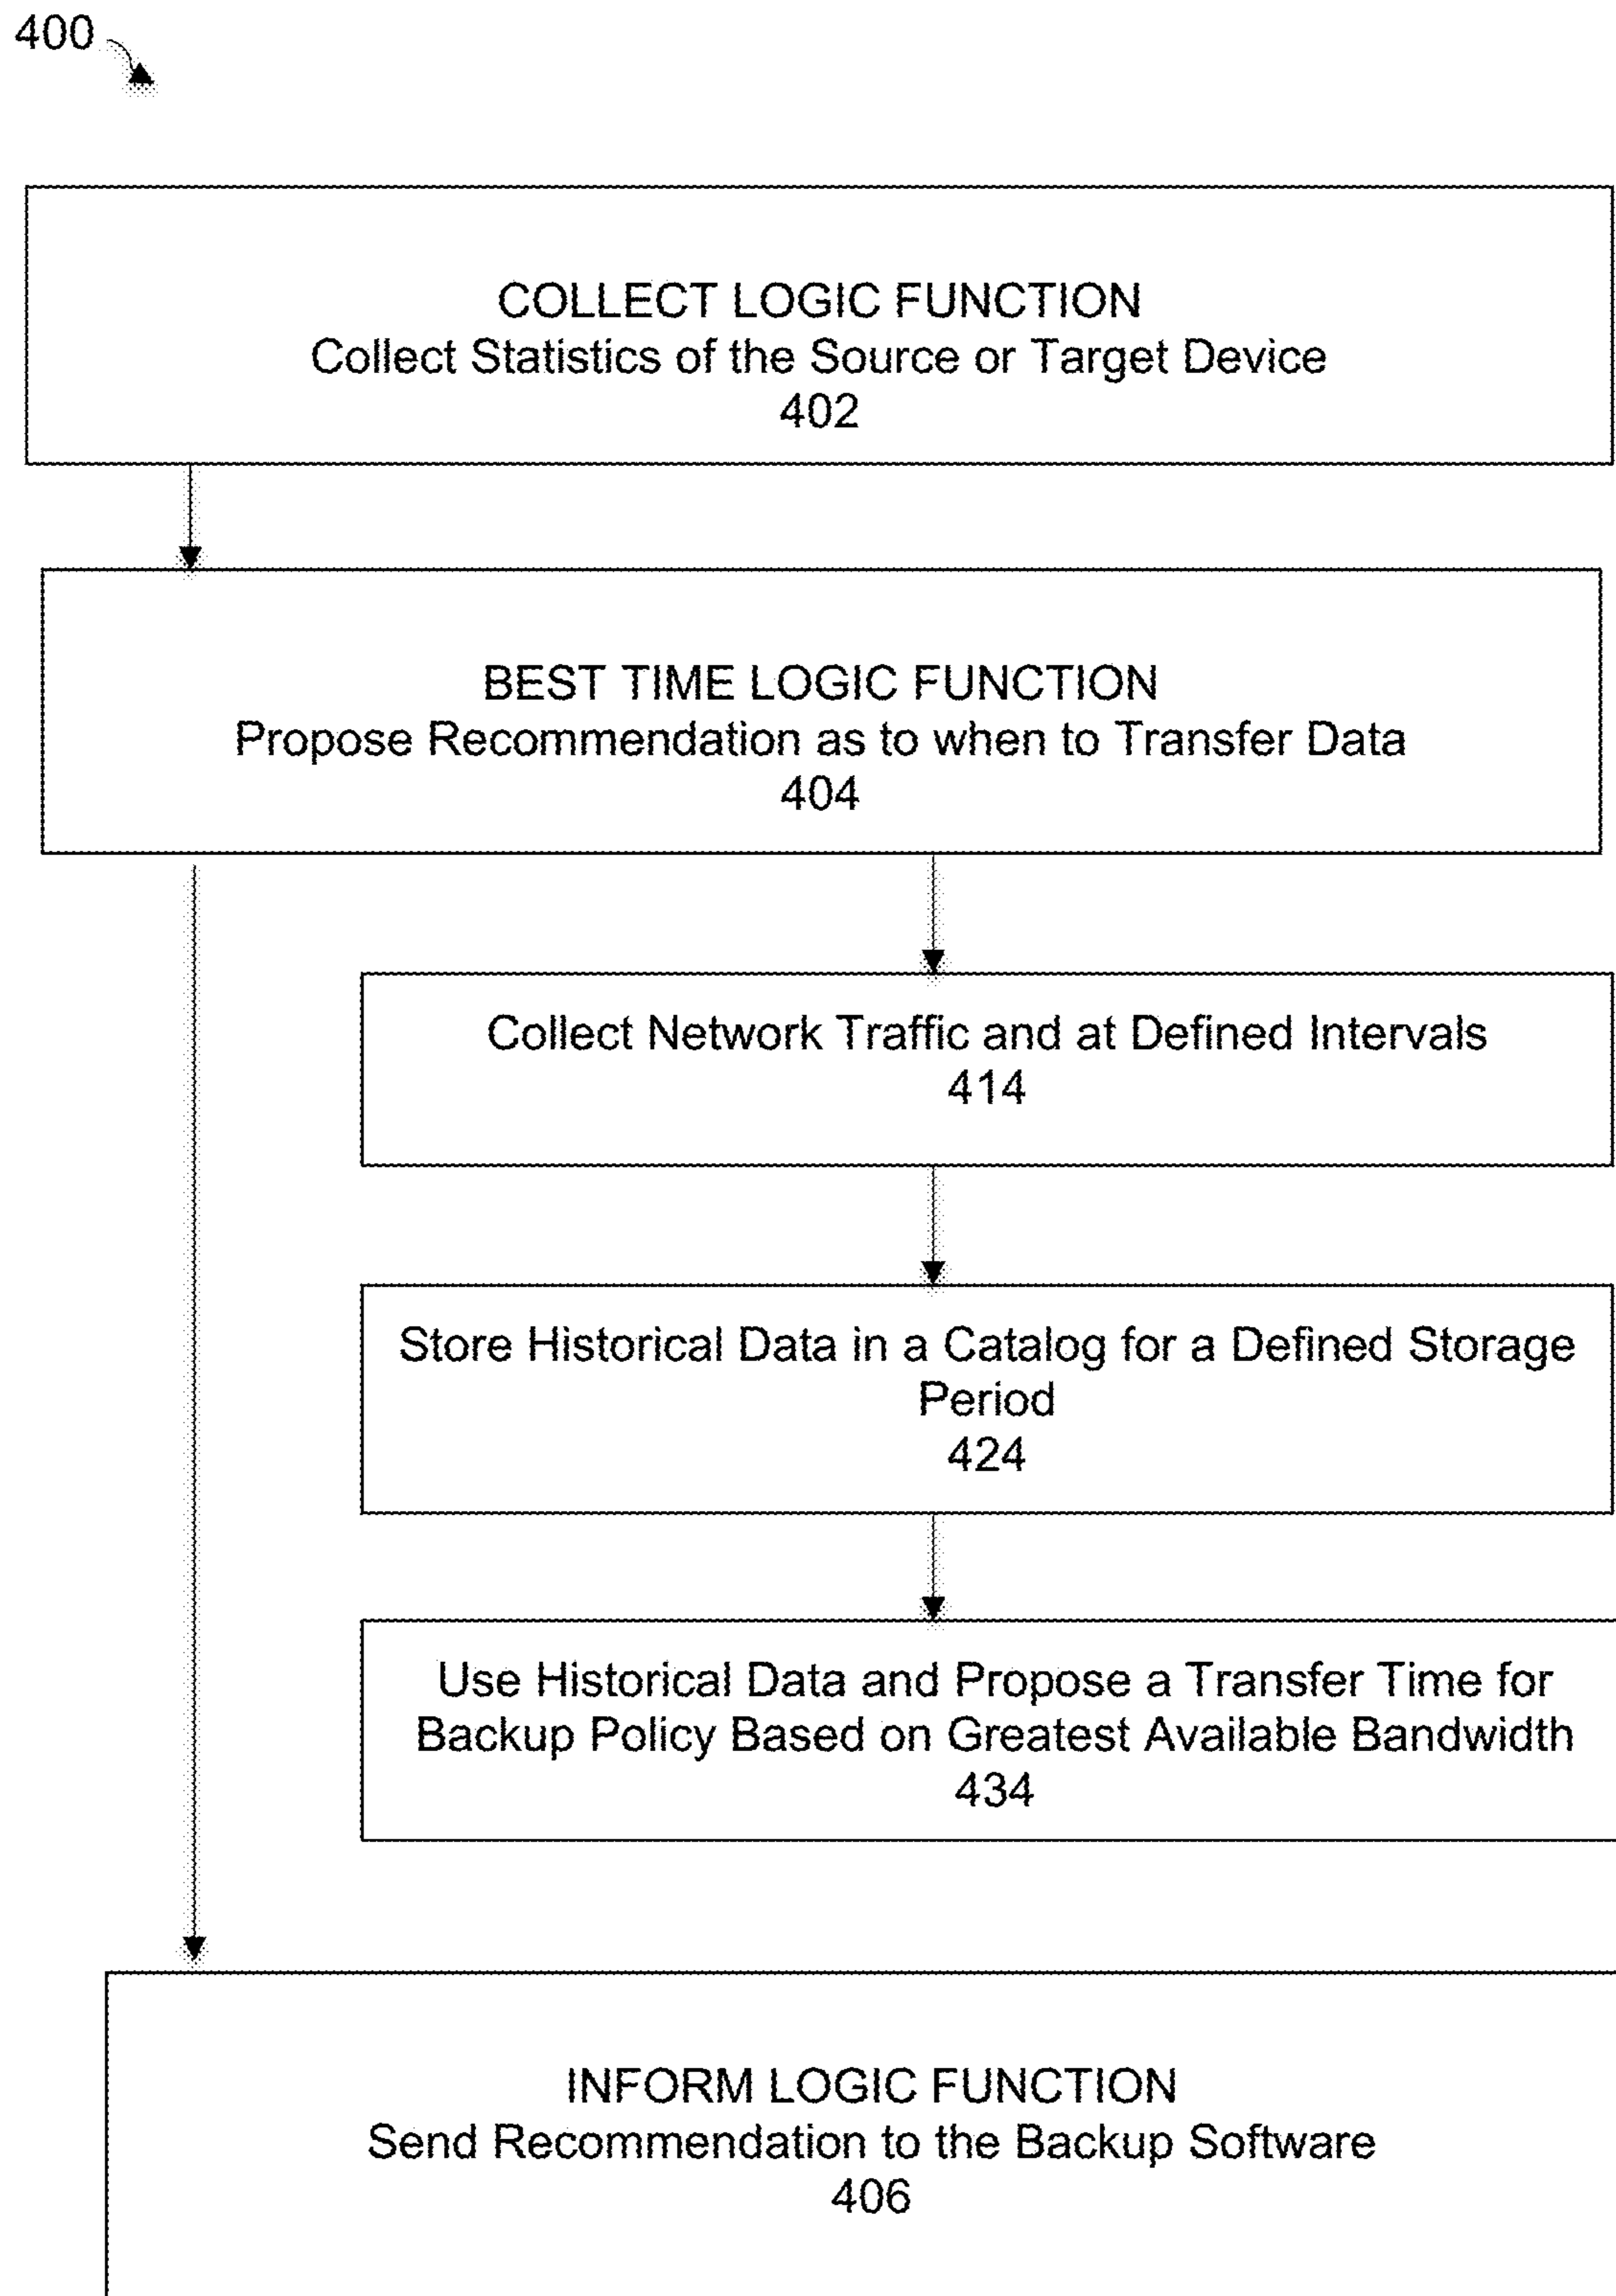 400
COLLECT LOGIC FUNCTION
Collect Statistics of the Source or Target Device
402
BEST TIME LOGIC FUNCTION
Propose Recommendation as to when to Transfer Data
404
Collect Network Traffic and at Defined Intervals
414
Store Historical Data in a Catalog for a Defined Storage
Period
424
Use Historical Data and Propose a Transfer Time for
Backup Policy Based on Greatest Available Bandwidth
434
INFORM LOGIC FUNCTION
Send Recommendation to the Backup Software
406